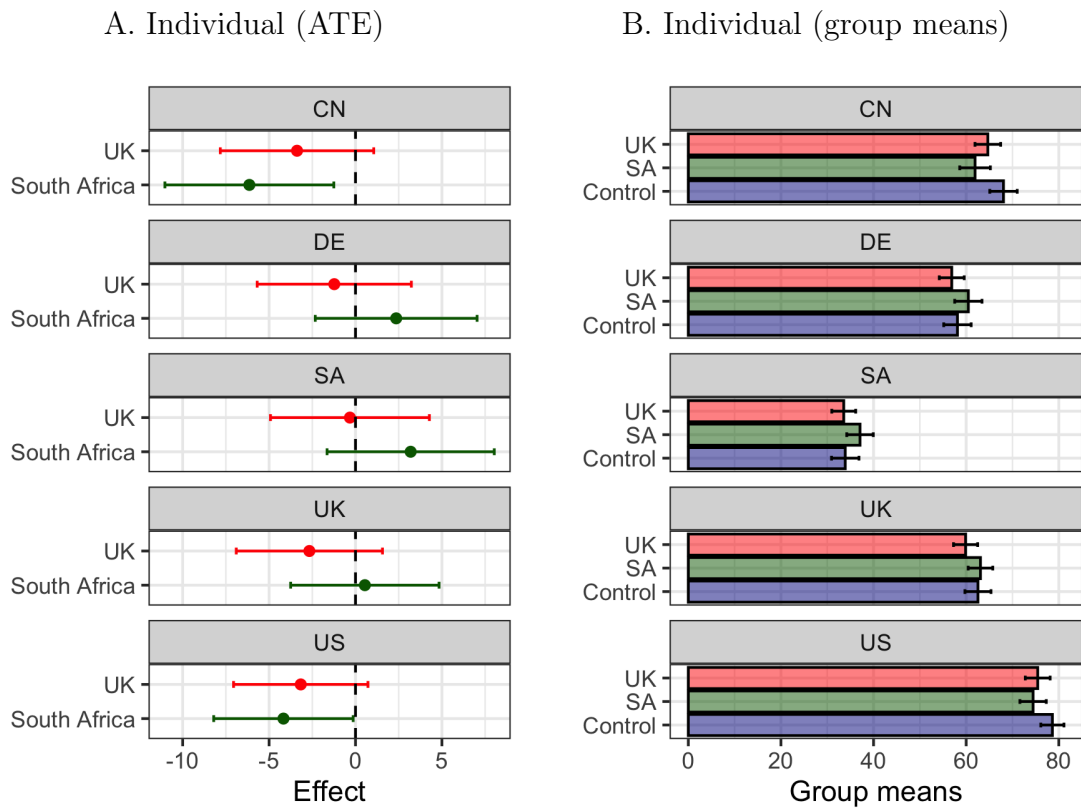 A. Individual (ATE)
CN
UK
South Africa
DE
UK
South Africa
SA
UK
South Africa
UK
UK
South Africa
US
UK
South Africa
-10 -5 0 5
Effect
B. Individual (group means)
CN
UK
SA
Control
DE
UK
SA
Control
SA
UK
SA
Control
UK
UK
SA
Control
US
UK
SA
Control
0 20 40 60 80
Group means